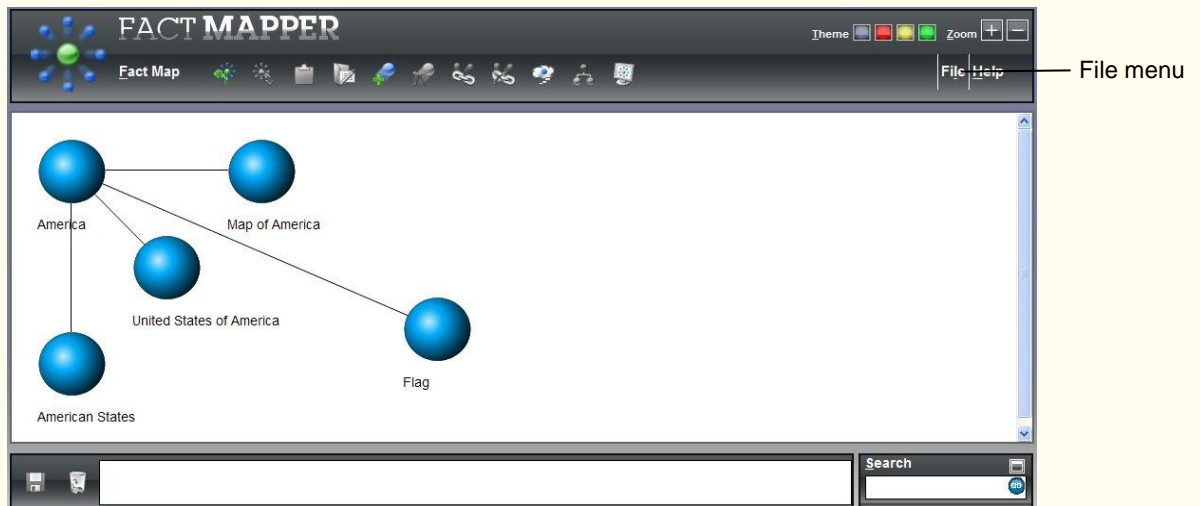 FACT MAPPER
Theme Zoom + −
Fact Map
File Help
File menu
America
Map of America
United States of America
Flag
American States
Search
GO